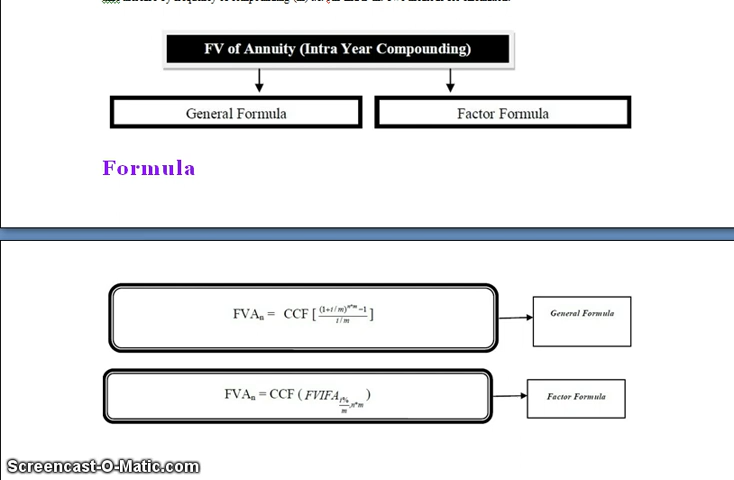 FV of Annuity (Intra Year Compounding)
General Formula
Factor Formula
Formula
FVAₙ = CCF [ (1+i/m)ⁿ*ᵐ −1 / i/m ]
General Formula
FVAₙ = CCF ( FVIFA i%/m ,n*m )
Factor Formula
Screencast-O-Matic.com